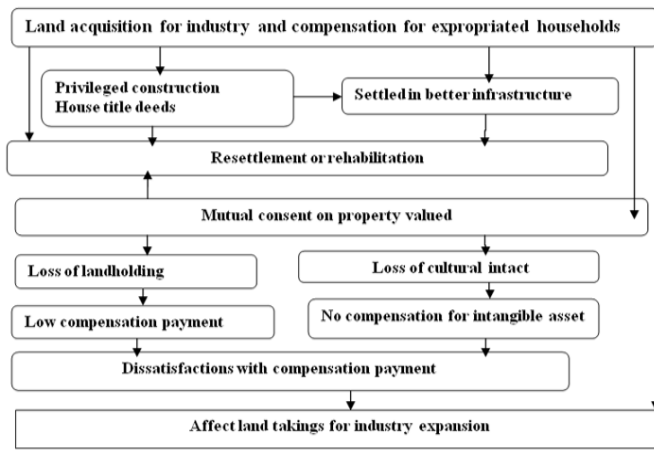 Land acquisition for industry and compensation for expropriated households
Privileged construction
House title deeds
Settled in better infrastructure
Resettlement or rehabilitation
Mutual consent on property valued
Loss of landholding
Loss of cultural intact
Low compensation payment
No compensation for intangible asset
Dissatisfactions with compensation payment
Affect land takings for industry expansion